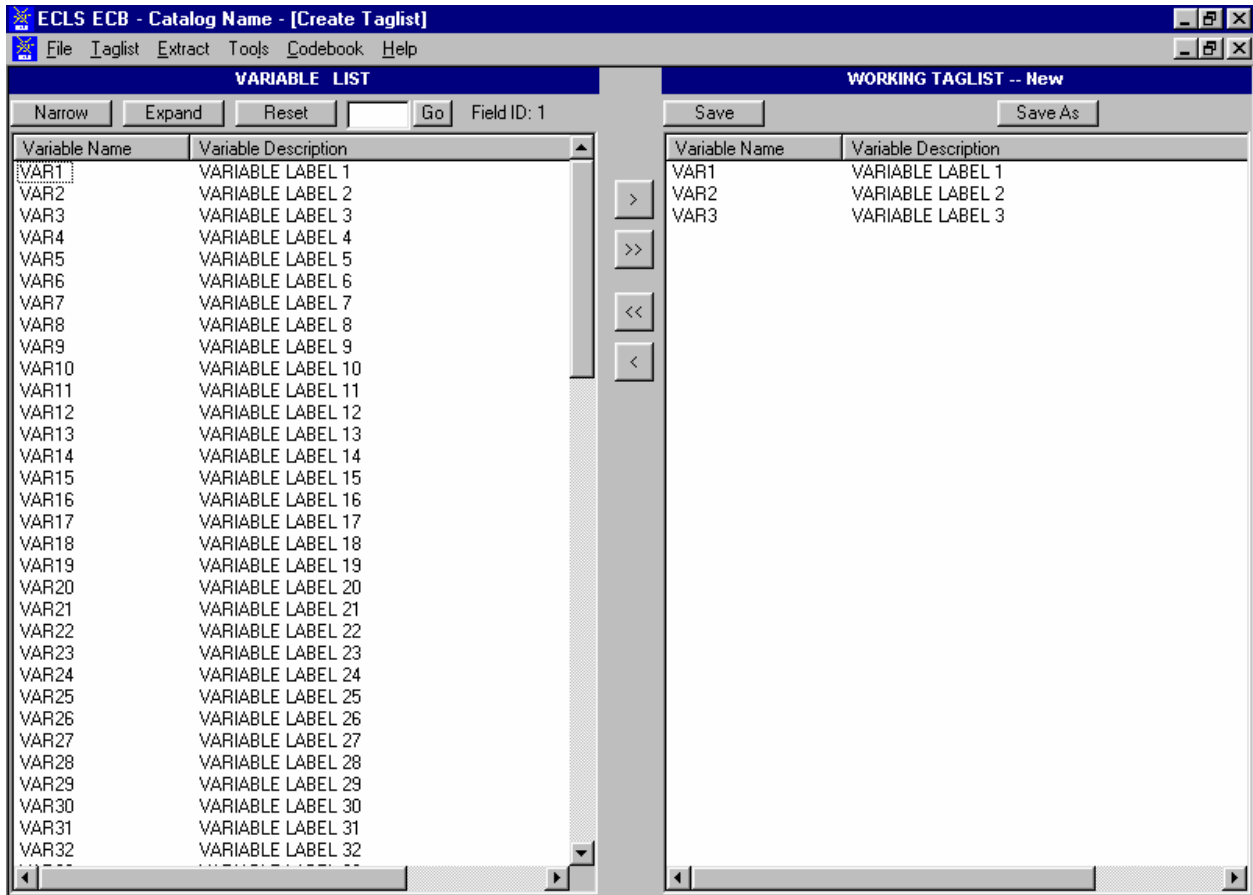 ECLS ECB - Catalog Name - [Create Taglist]
File Taglist Extract Tools Codebook Help
VARIABLE LIST
Narrow Expand Reset Go Field ID: 1
Variable Name Variable Description
VAR1 VARIABLE LABEL 1
VAR2 VARIABLE LABEL 2
VAR3 VARIABLE LABEL 3
VAR4 VARIABLE LABEL 4
VAR5 VARIABLE LABEL 5
VAR6 VARIABLE LABEL 6
VAR7 VARIABLE LABEL 7
VAR8 VARIABLE LABEL 8
VAR9 VARIABLE LABEL 9
VAR10 VARIABLE LABEL 10
VAR11 VARIABLE LABEL 11
VAR12 VARIABLE LABEL 12
VAR13 VARIABLE LABEL 13
VAR14 VARIABLE LABEL 14
VAR15 VARIABLE LABEL 15
VAR16 VARIABLE LABEL 16
VAR17 VARIABLE LABEL 17
VAR18 VARIABLE LABEL 18
VAR19 VARIABLE LABEL 19
VAR20 VARIABLE LABEL 20
VAR21 VARIABLE LABEL 21
VAR22 VARIABLE LABEL 22
VAR23 VARIABLE LABEL 23
VAR24 VARIABLE LABEL 24
VAR25 VARIABLE LABEL 25
VAR26 VARIABLE LABEL 26
VAR27 VARIABLE LABEL 27
VAR28 VARIABLE LABEL 28
VAR29 VARIABLE LABEL 29
VAR30 VARIABLE LABEL 30
VAR31 VARIABLE LABEL 31
VAR32 VARIABLE LABEL 32
>
>>
<<
<
WORKING TAGLIST -- New
Save Save As
Variable Name Variable Description
VAR1 VARIABLE LABEL 1
VAR2 VARIABLE LABEL 2
VAR3 VARIABLE LABEL 3